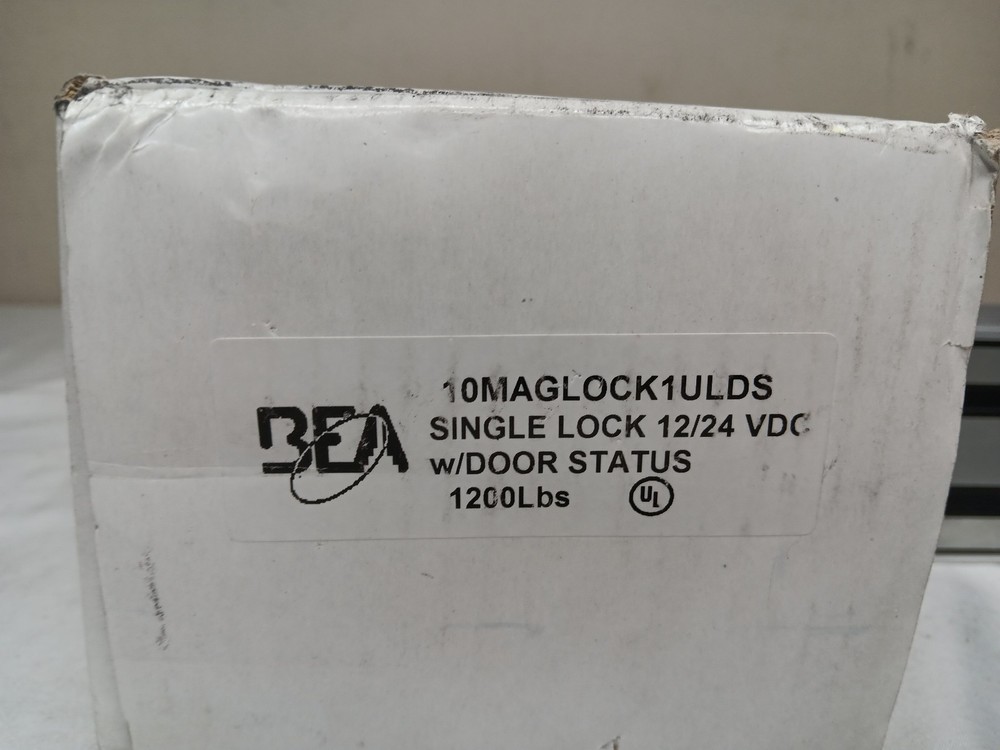 BEA
10MAGLOCK1ULDS
SINGLE LOCK 12/24 VDC
w/DOOR STATUS
1200Lbs
UL